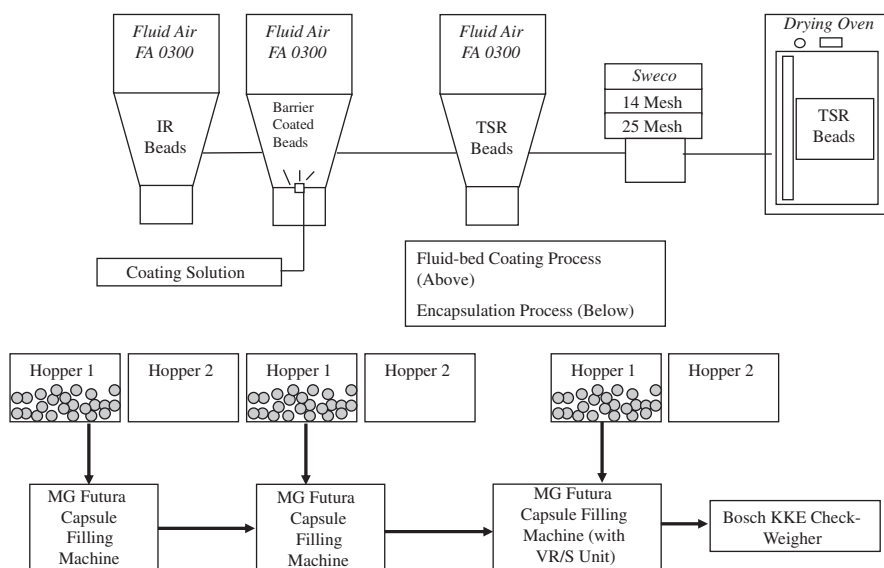 Fluid Air
FA 0300
Fluid Air
FA 0300
Fluid Air
FA 0300
Drying Oven
IR
Beads
Barrier
Coated
Beads
TSR
Beads
Sweco
14 Mesh
25 Mesh
TSR
Beads
Coating Solution
Fluid-bed Coating Process
(Above)
Encapsulation Process (Below)
Hopper 1
Hopper 2
Hopper 1
Hopper 2
Hopper 1
Hopper 2
MG Futura
Capsule
Filling
Machine
MG Futura
Capsule
Filling
Machine
MG Futura
Capsule Filling
Machine (with
VR/S Unit)
Bosch KKE Check-
Weigher